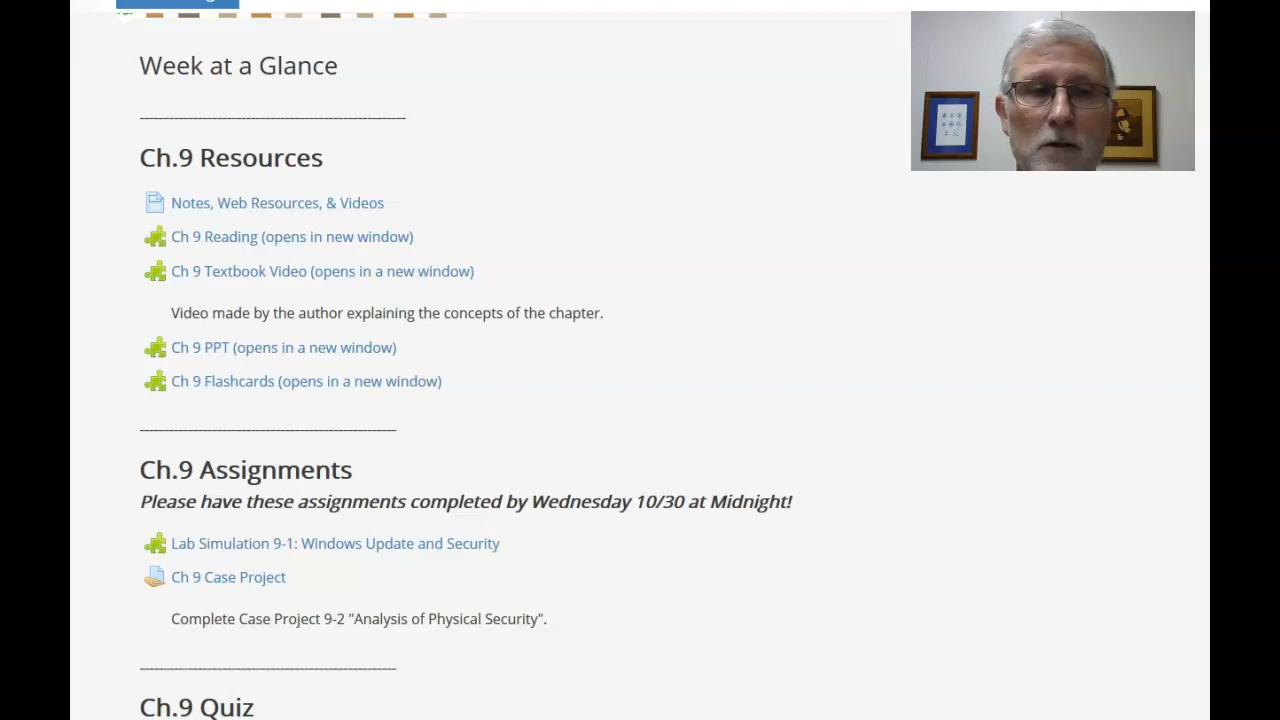 Week at a Glance
Ch.9 Resources
Notes, Web Resources, & Videos
Ch 9 Reading (opens in new window)
Ch 9 Textbook Video (opens in a new window)
Video made by the author explaining the concepts of the chapter.
Ch 9 PPT (opens in a new window)
Ch 9 Flashcards (opens in a new window)
Ch.9 Assignments
Please have these assignments completed by Wednesday 10/30 at Midnight!
Lab Simulation 9-1: Windows Update and Security
Ch 9 Case Project
Complete Case Project 9-2 "Analysis of Physical Security".
Ch.9 Quiz